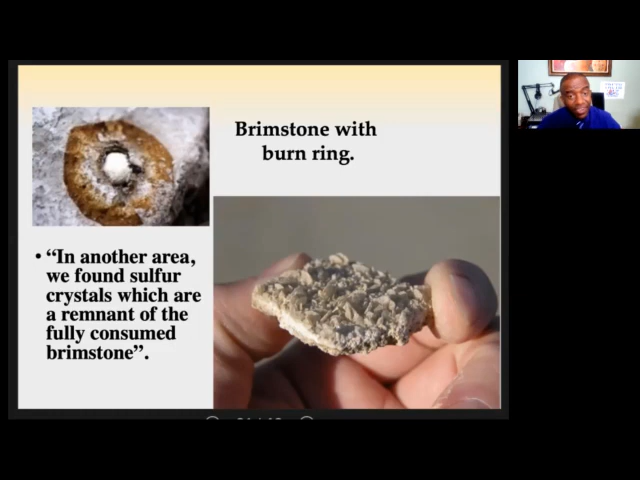 Brimstone with
burn ring.
• “In another area,
we found sulfur
crystals which are
a remnant of the
fully consumed
brimstone”.